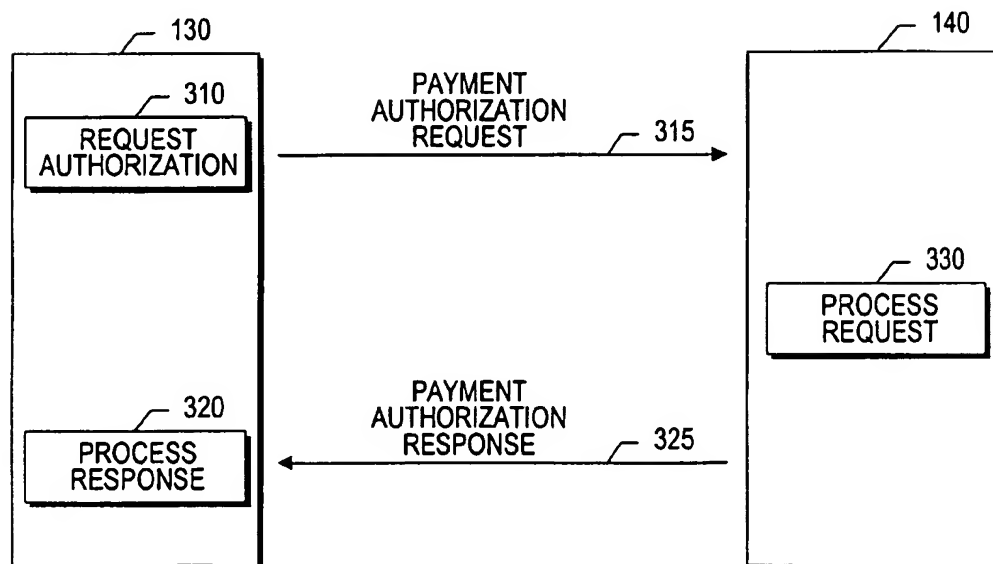 130
140
310
PAYMENT
AUTHORIZATION
REQUEST
315
REQUEST
AUTHORIZATION
330
PROCESS
REQUEST
320
PAYMENT
AUTHORIZATION
RESPONSE
325
PROCESS
RESPONSE